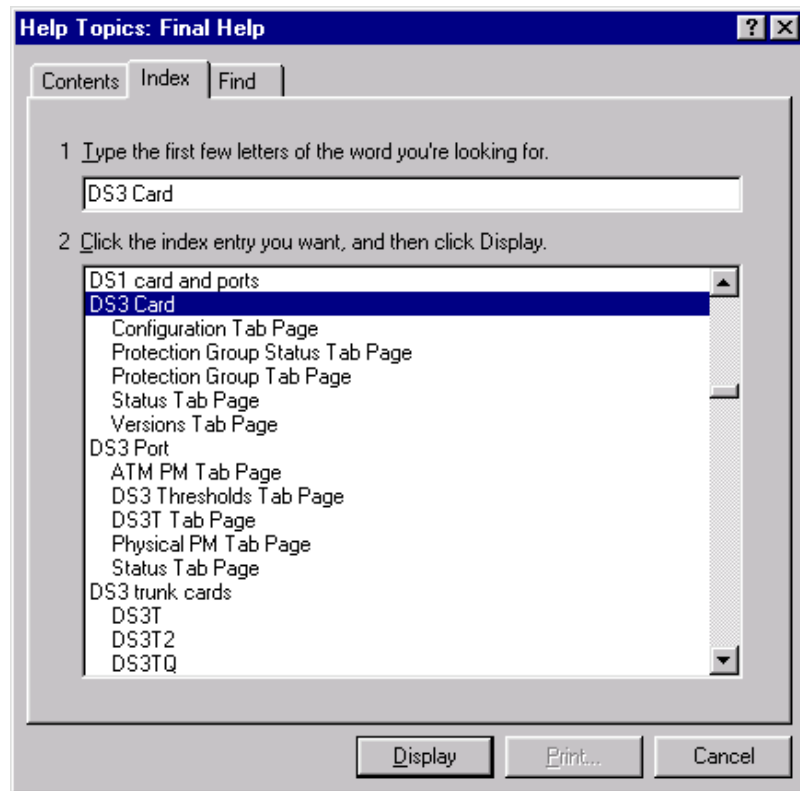 Help Topics: Final Help
Contents Index Find
1 Type the first few letters of the word you're looking for.
DS3 Card
2 Click the index entry you want, and then click Display.
DS1 card and ports
DS3 Card
Configuration Tab Page
Protection Group Status Tab Page
Protection Group Tab Page
Status Tab Page
Versions Tab Page
DS3 Port
ATM PM Tab Page
DS3 Thresholds Tab Page
DS3T Tab Page
Physical PM Tab Page
Status Tab Page
DS3 trunk cards
DS3T
DS3T2
DS3TQ
Display Print... Cancel